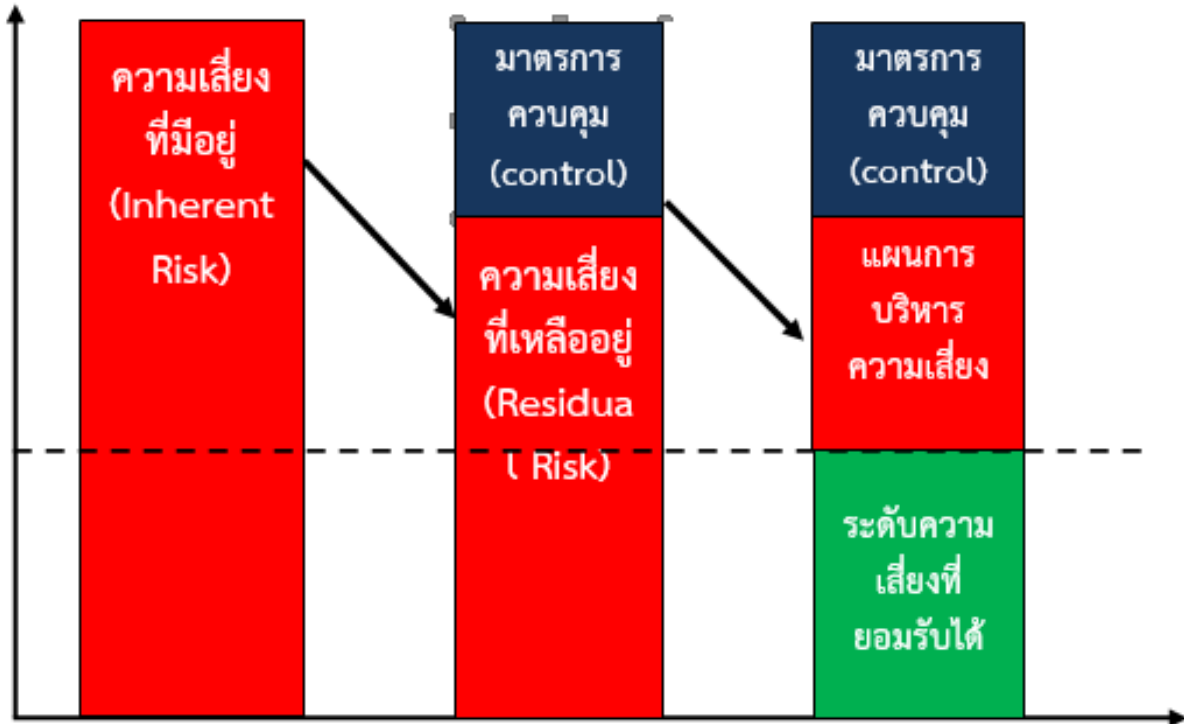 ความเสี่ยง
ที่มีอยู่
(Inherent
Risk)
มาตรการ
ควบคุม
(control)
ความเสี่ยง
ที่เหลืออยู่
(Residua
l Risk)
มาตรการ
ควบคุม
(control)
แผนการ
บริหาร
ความเสี่ยง
ระดับความ
เสี่ยงที่
ยอมรับได้